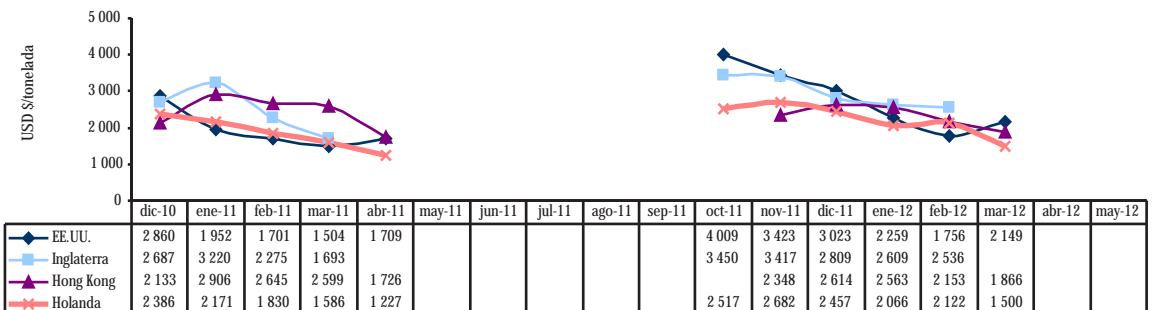 USD $/tonelada
5 000
4 000
3 000
2 000
1 000
0
dic-10 ene-11 feb-11 mar-11 abr-11 may-11 jun-11 jul-11 ago-11 sep-11 oct-11 nov-11 dic-11 ene-12 feb-12 mar-12 abr-12 may-12
EE.UU. 2 860 1 952 1 701 1 504 1 709 4 009 3 423 3 023 2 259 1 756 2 149
Inglaterra 2 687 3 220 2 275 1 693 3 450 3 417 2 809 2 609 2 536
Hong Kong 2 133 2 906 2 645 2 599 1 726 2 348 2 614 2 563 2 153 1 866
Holanda 2 386 2 171 1 830 1 586 1 227 2 517 2 682 2 457 2 066 2 122 1 500